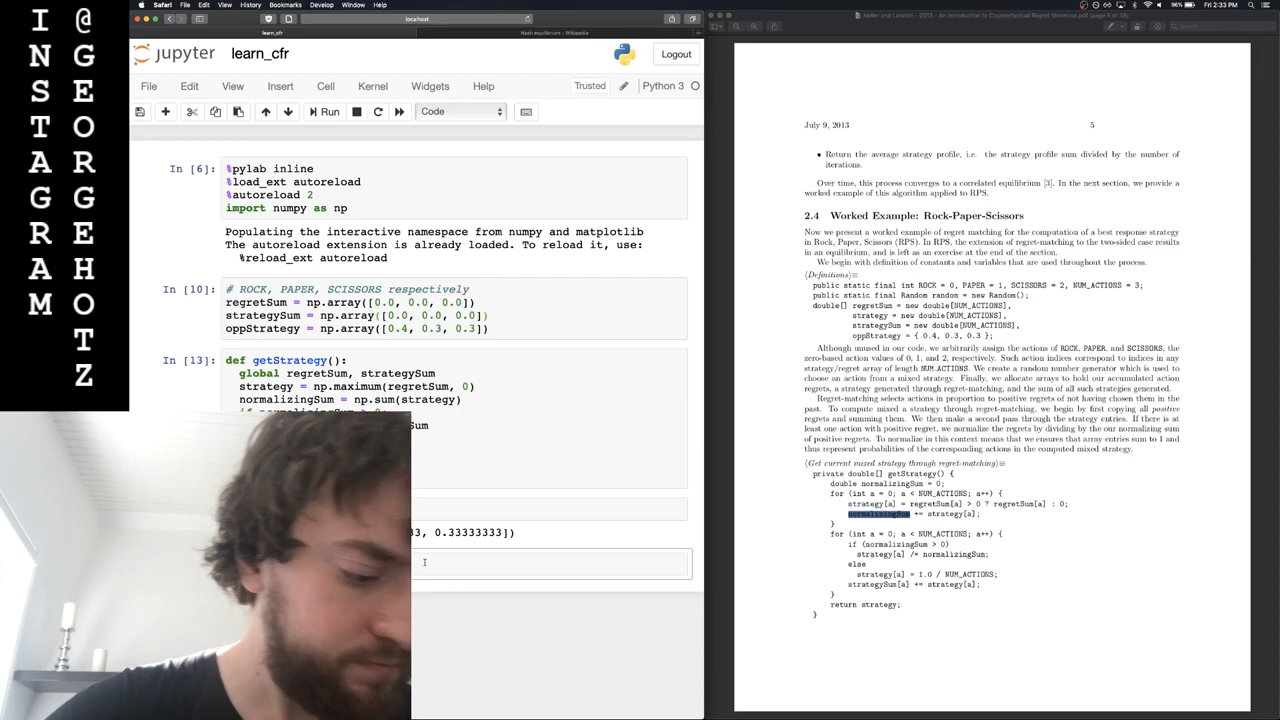 I @
N G
S E
T O
A R
G G
R E
A H
M O
T
Z
Safari File Edit View History Bookmarks Develop Window Help
96% Fri 2:33 PM
localhost
learn_cfr
Nash equilibrium - Wikipedia
jupyter learn_cfr
Logout
File Edit View Insert Cell Kernel Widgets Help
Trusted
Python 3
Run
Code
In [6]: %pylab inline
%load_ext autoreload
%autoreload 2
import numpy as np
Populating the interactive namespace from numpy and matplotlib
The autoreload extension is already loaded. To reload it, use:
%reload_ext autoreload
In [10]: # ROCK, PAPER, SCISSORS respectively
regretSum = np.array([0.0, 0.0, 0.0])
strategySum = np.array([0.0, 0.0, 0.0])
oppStrategy = np.array([0.4, 0.3, 0.3])
In [13]: def getStrategy():
global regretSum, strategySum
strategy = np.maximum(regretSum, 0)
normalizingSum = np.sum(strategy)
if normalizingSum > 0:
um
33, 0.33333333])
Neller and Lanctot - 2013 - An Introduction to Counterfactual Regret Minimizat.pdf
July 9, 2013 5
• Return the average strategy profile, i.e. the strategy profile sum divided by the number of
iterations.
Over time, this process converges to a correlated equilibrium [3]. In the next section, we provide a
worked example of this algorithm applied to RPS.
2.4 Worked Example: Rock-Paper-Scissors
Now we present a worked example of regret matching for the computation of a best response strategy
in Rock, Paper, Scissors (RPS). In RPS, the extension of regret-matching to the two-sided case results
in an equilibrium, and is left as an exercise at the end of the section.
We begin with definition of constants and variables that are used throughout the process.
⟨Definitions⟩≡
public static final int ROCK = 0, PAPER = 1, SCISSORS = 2, NUM_ACTIONS = 3;
public static final Random random = new Random();
double[] regretSum = new double[NUM_ACTIONS],
strategy = new double[NUM_ACTIONS],
strategySum = new double[NUM_ACTIONS],
oppStrategy = { 0.4, 0.3, 0.3 };
Although unused in our code, we arbitrarily assign the actions of ROCK, PAPER, and SCISSORS, the
zero-based action values of 0, 1, and 2, respectively. Such action indices correspond to indices in any
strategy/regret array of length NUM_ACTIONS. We create a random number generator which is used to
choose an action from a mixed strategy. Finally, we allocate arrays to hold our accumulated action
regrets, a strategy generated through regret-matching, and the sum of all such strategies generated.
Regret-matching selects actions in proportion to positive regrets of not having chosen them in the
past. To compute mixed a strategy through regret-matching, we begin by first copying all positive
regrets and summing them. We then make a second pass through the strategy entries. If there is at
least one action with positive regret, we normalize the regrets by dividing by the our normalizing sum
of positive regrets. To normalize in this context means that we ensures that array entries sum to 1 and
thus represent probabilities of the corresponding actions in the computed mixed strategy.
⟨Get current mixed strategy through regret-matching⟩≡
private double[] getStrategy() {
double normalizingSum = 0;
for (int a = 0; a < NUM_ACTIONS; a++) {
strategy[a] = regretSum[a] > 0 ? regretSum[a] : 0;
normalizingSum += strategy[a];
}
for (int a = 0; a < NUM_ACTIONS; a++) {
if (normalizingSum > 0)
strategy[a] /= normalizingSum;
else
strategy[a] = 1.0 / NUM_ACTIONS;
strategySum[a] += strategy[a];
}
return strategy;
}